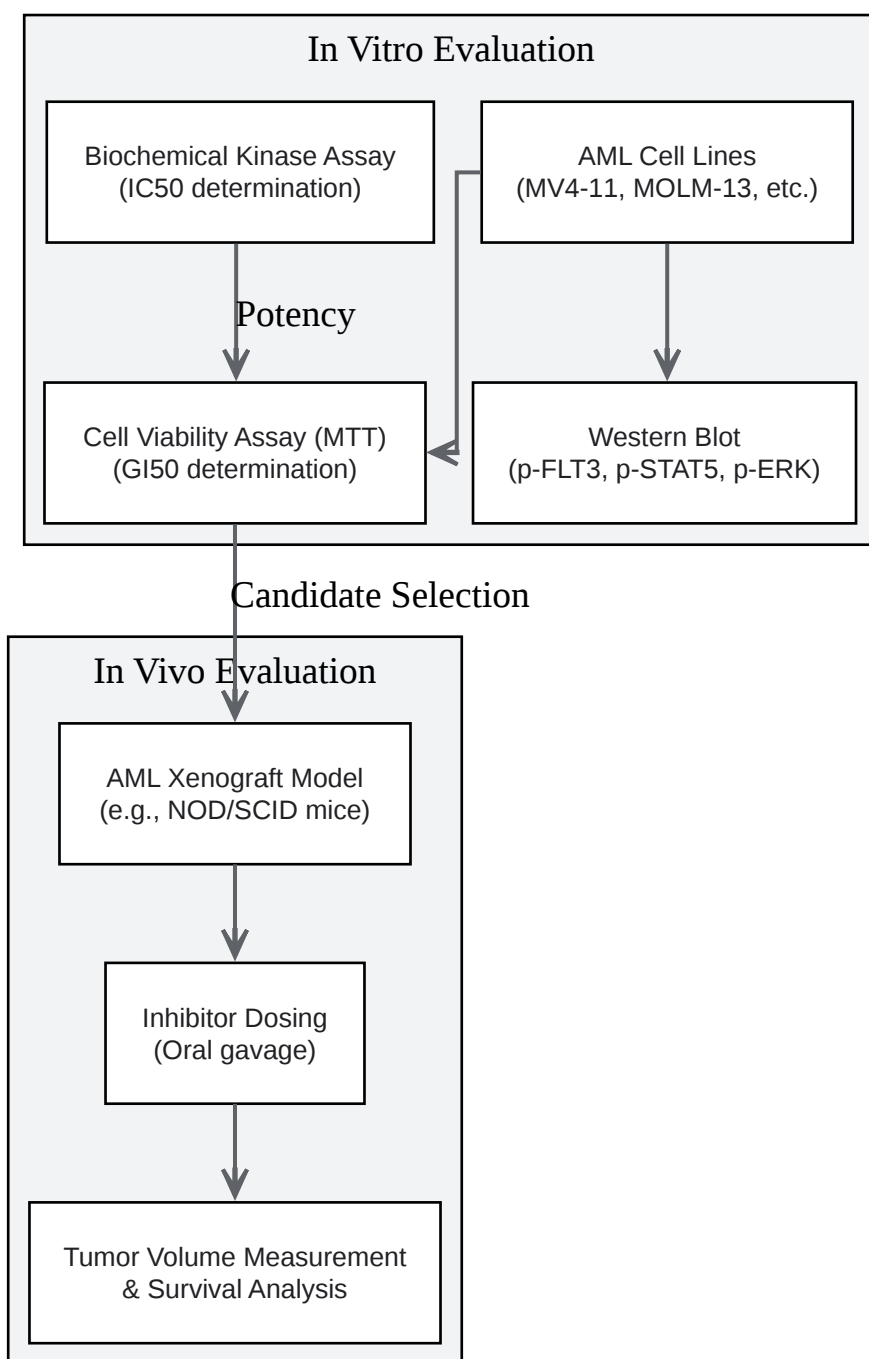 In Vitro Evaluation
Biochemical Kinase Assay
(IC50 determination)
AML Cell Lines
(MV4-11, MOLM-13, etc.)
Potency
Cell Viability Assay (MTT)
(GI50 determination)
Western Blot
(p-FLT3, p-STAT5, p-ERK)
Candidate Selection
In Vivo Evaluation
AML Xenograft Model
(e.g., NOD/SCID mice)
Inhibitor Dosing
(Oral gavage)
Tumor Volume Measurement
& Survival Analysis